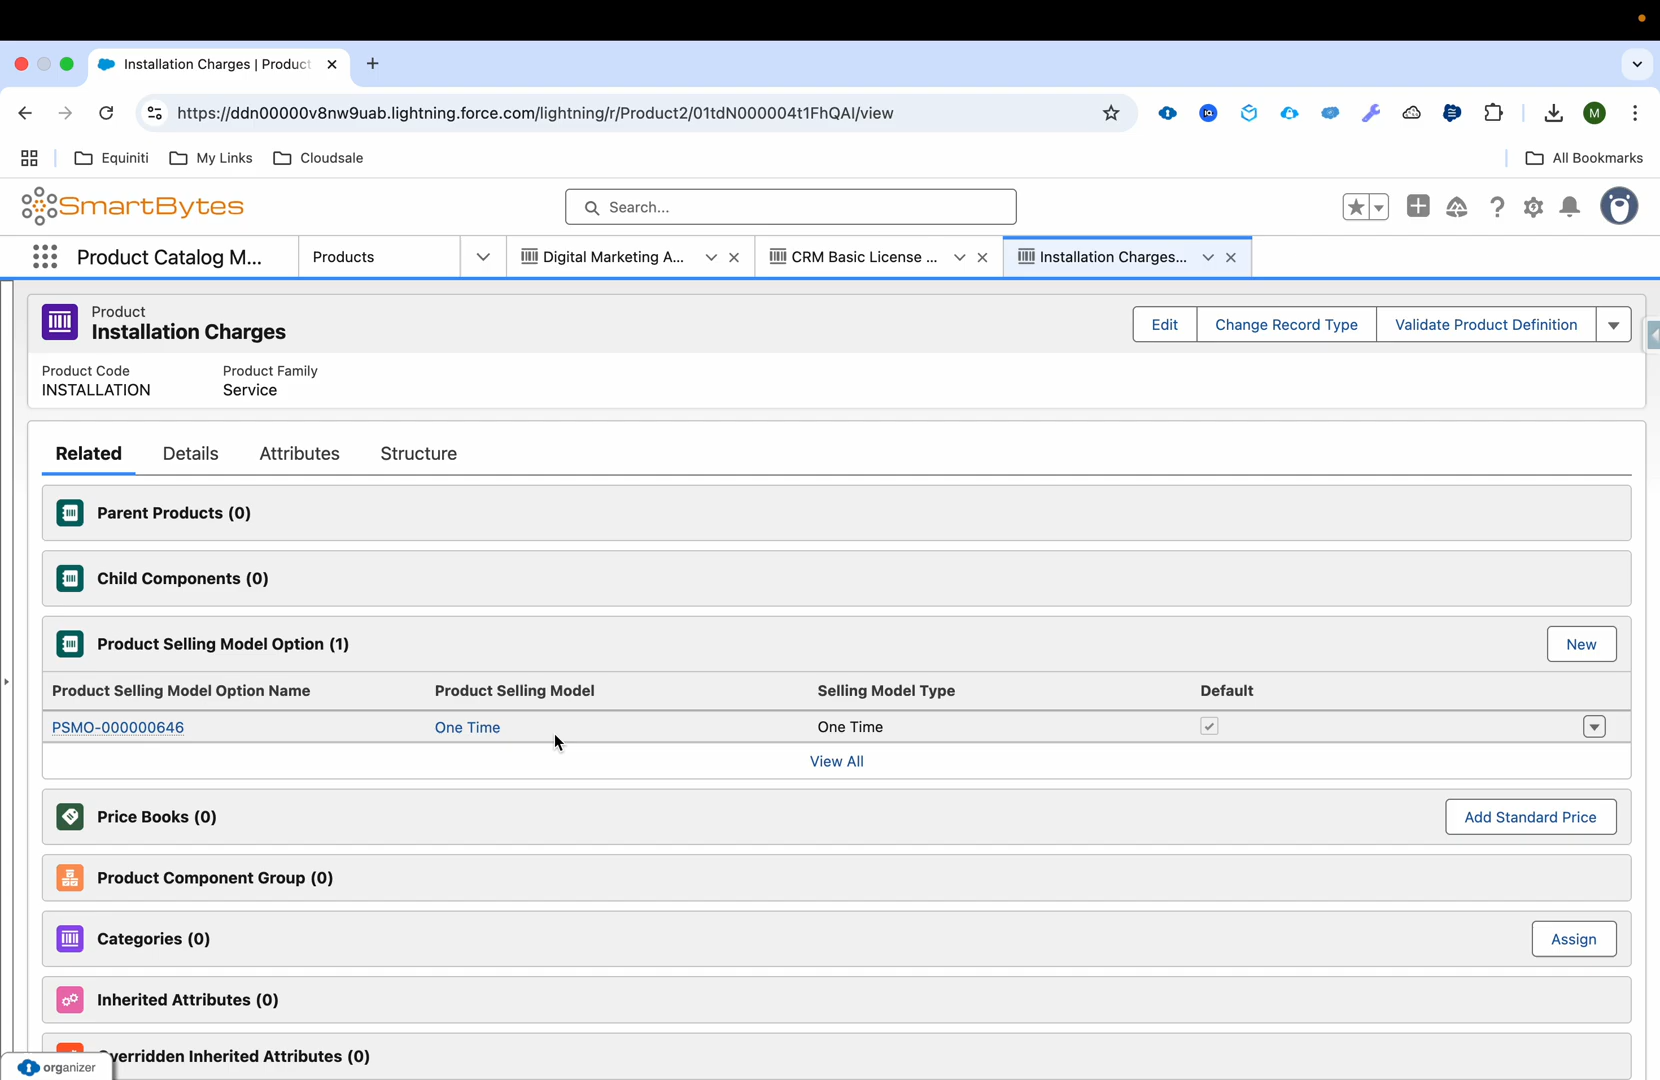 Installation Charges | Product
https://ddn00000v8nw9uab.lightning.force.com/lightning/r/Product2/01tdN000004t1FhQAI/view
M
Equiniti
My Links
Cloudsale
All Bookmarks
SmartBytes
Search...
Product Catalog M...
Products
Digital Marketing A...
CRM Basic License ...
Installation Charges...
Product
Installation Charges
Edit
Change Record Type
Validate Product Definition
Product Code
Product Family
INSTALLATION
Service
Related
Details
Attributes
Structure
Parent Products (0)
Child Components (0)
Product Selling Model Option (1)
New
Product Selling Model Option Name
Product Selling Model
Selling Model Type
Default
PSMO-000000646
One Time
One Time
View All
Price Books (0)
Add Standard Price
Product Component Group (0)
Categories (0)
Assign
Inherited Attributes (0)
Overridden Inherited Attributes (0)
organizer